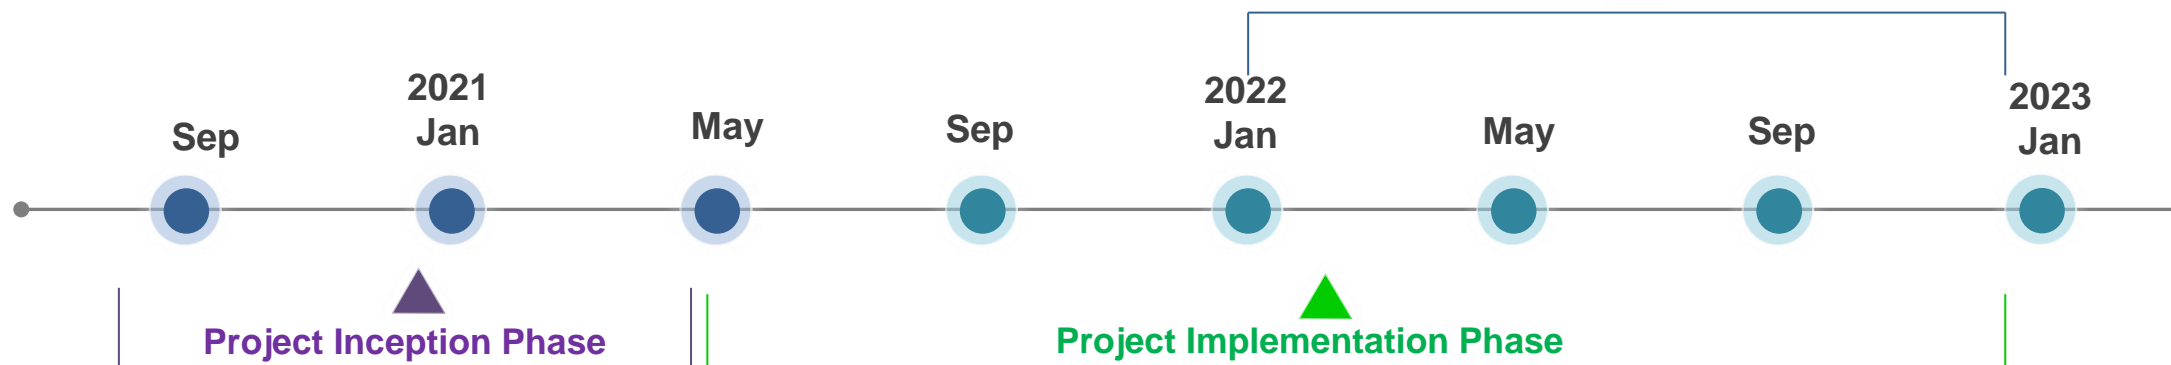 Sep
2021
Jan
May
Sep
2022
Jan
May
Sep
2023
Jan
Project Inception Phase
Project Implementation Phase